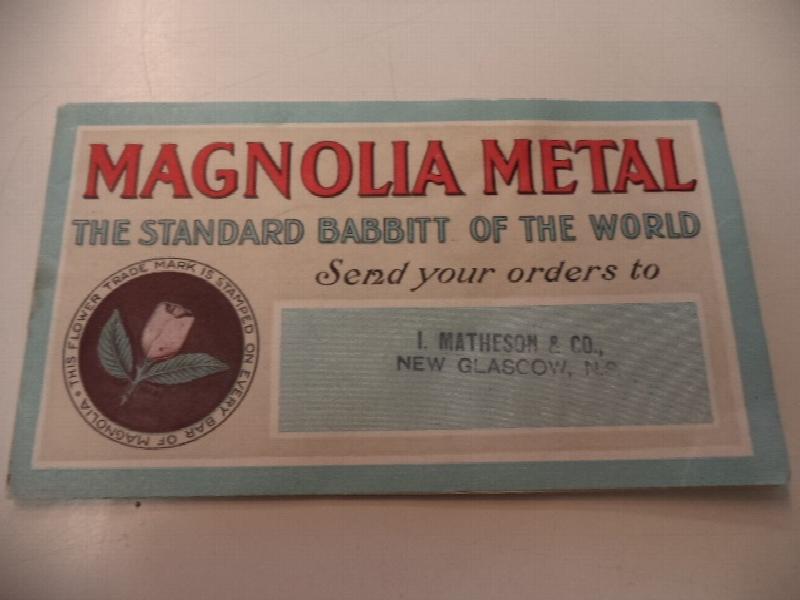 MAGNOLIA METAL
THE STANDARD BABBITT OF THE WORLD
Send your orders to
I. MATHESON & CO.,
NEW GLASCOW, N.S.
THIS FLOWER TRADE MARK IS STAMPED ON EVERY BAR OF MAGNOLIA